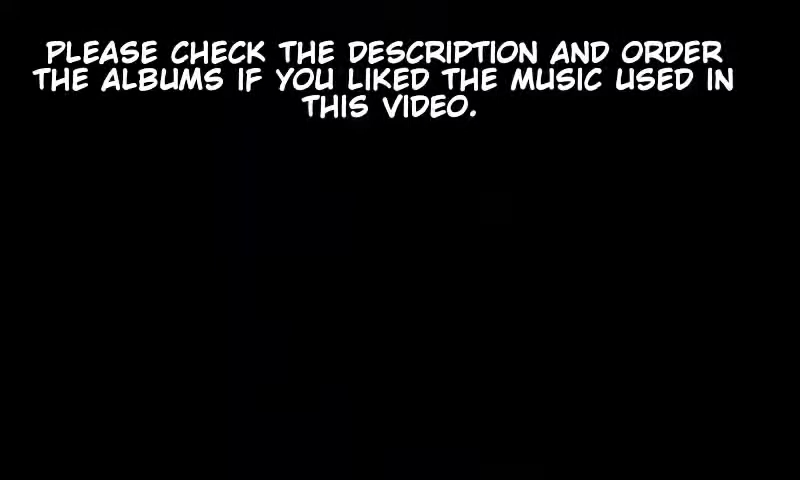 PLEASE CHECK THE DESCRIPTION AND ORDER
THE ALBUMS IF YOU LIKED THE MUSIC USED IN
THIS VIDEO.